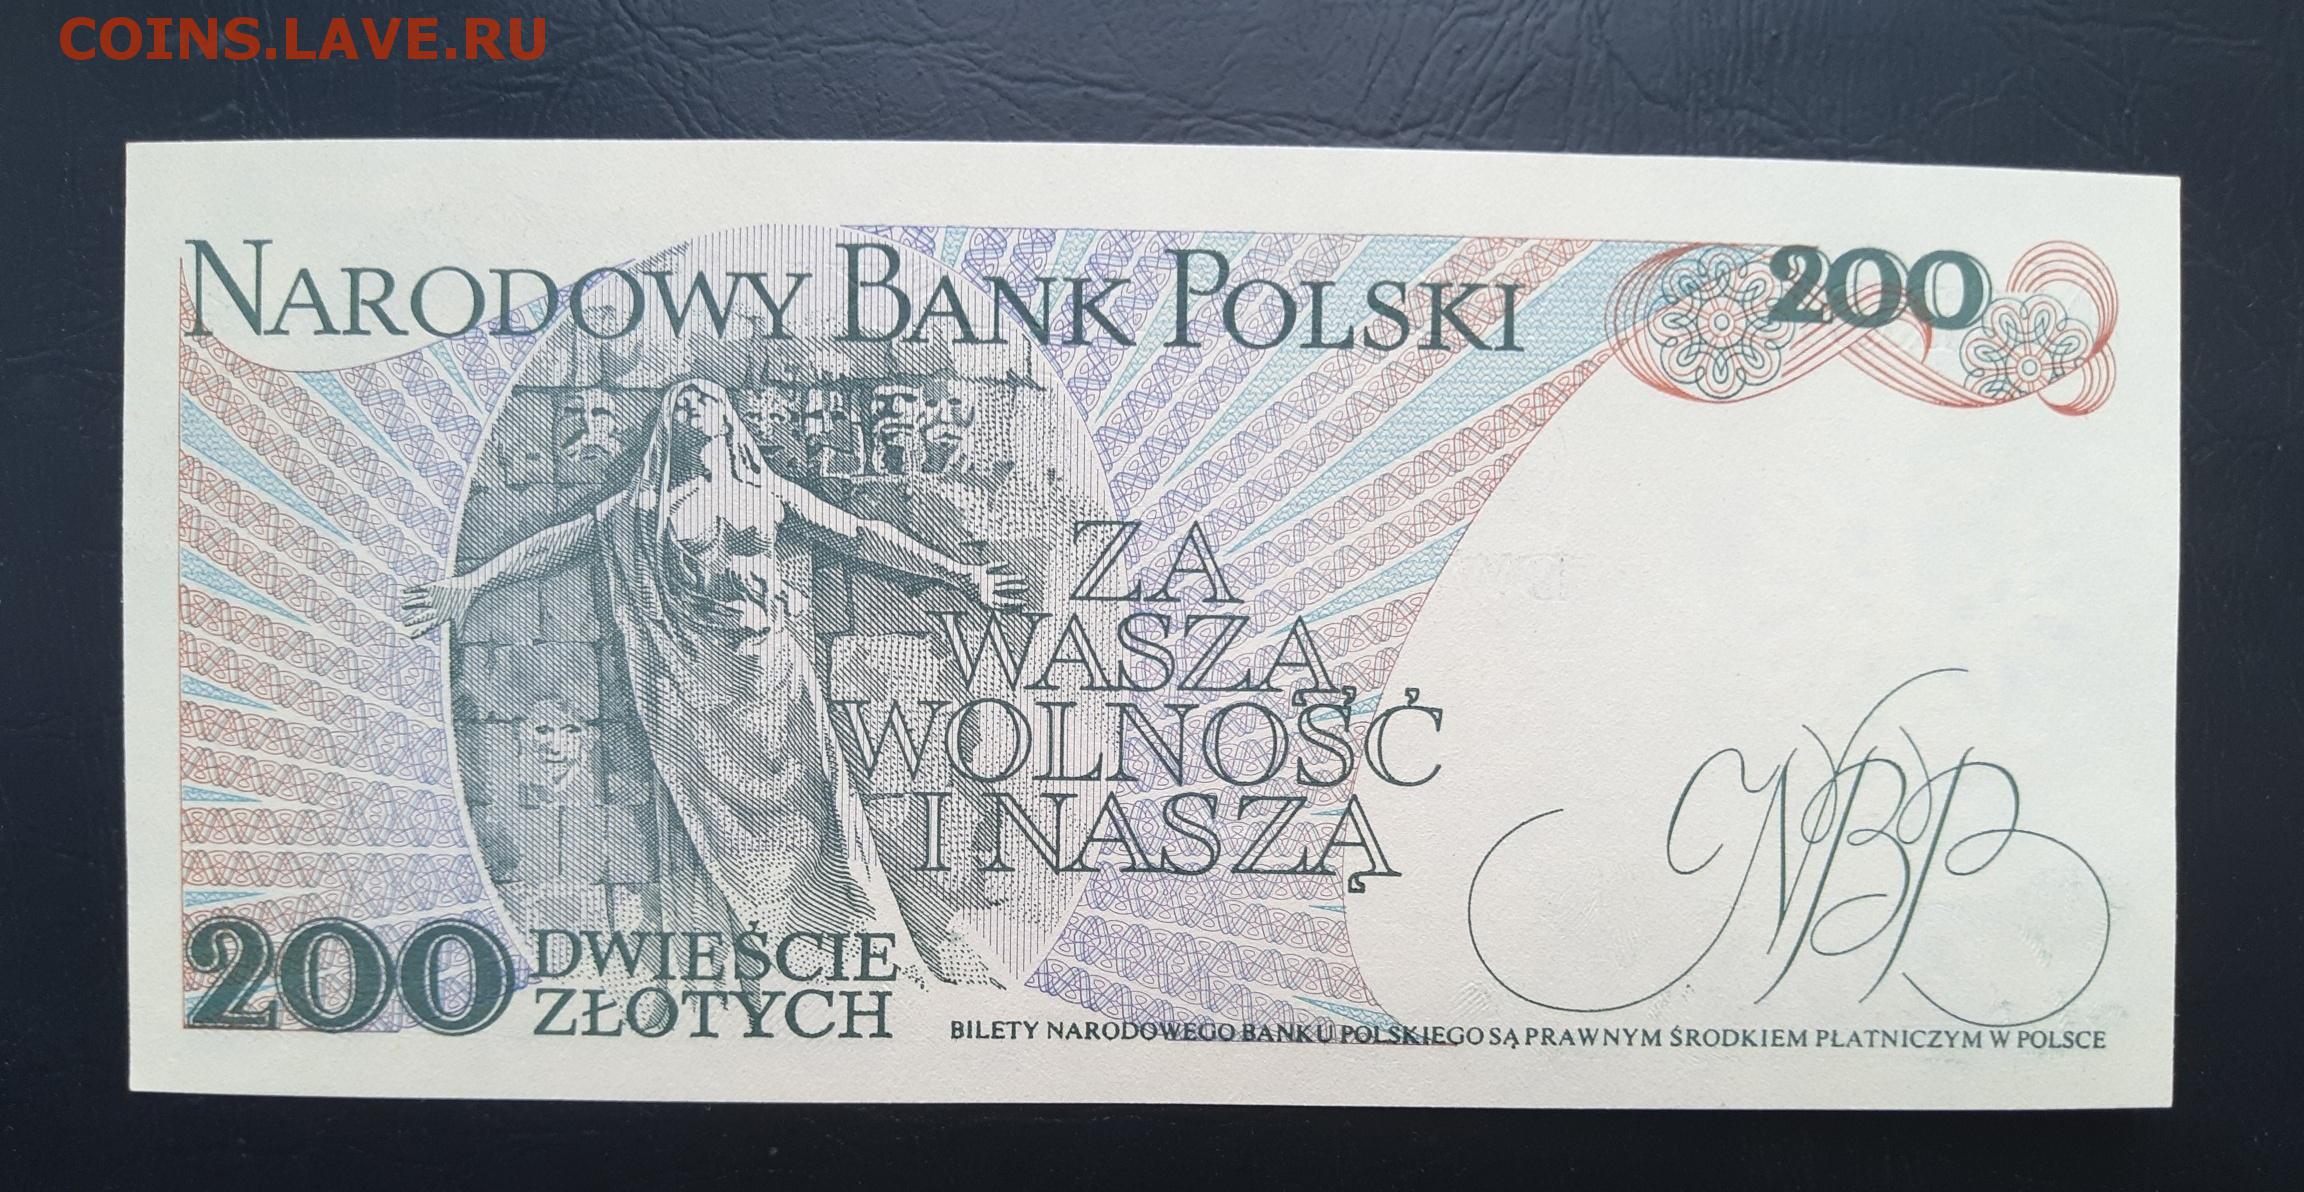 COINS.LAVE.RU
NARODOWY BANK POLSKI
200
ZA
WASZĄ
WOLNOŚĆ
I NASZĄ
NBP
200 DWIEŚCIE
ZŁOTYCH
BILETY NARODOWEGO BANKU POLSKIEGO SĄ PRAWNYM ŚRODKIEM PŁATNICZYM W POLSCE